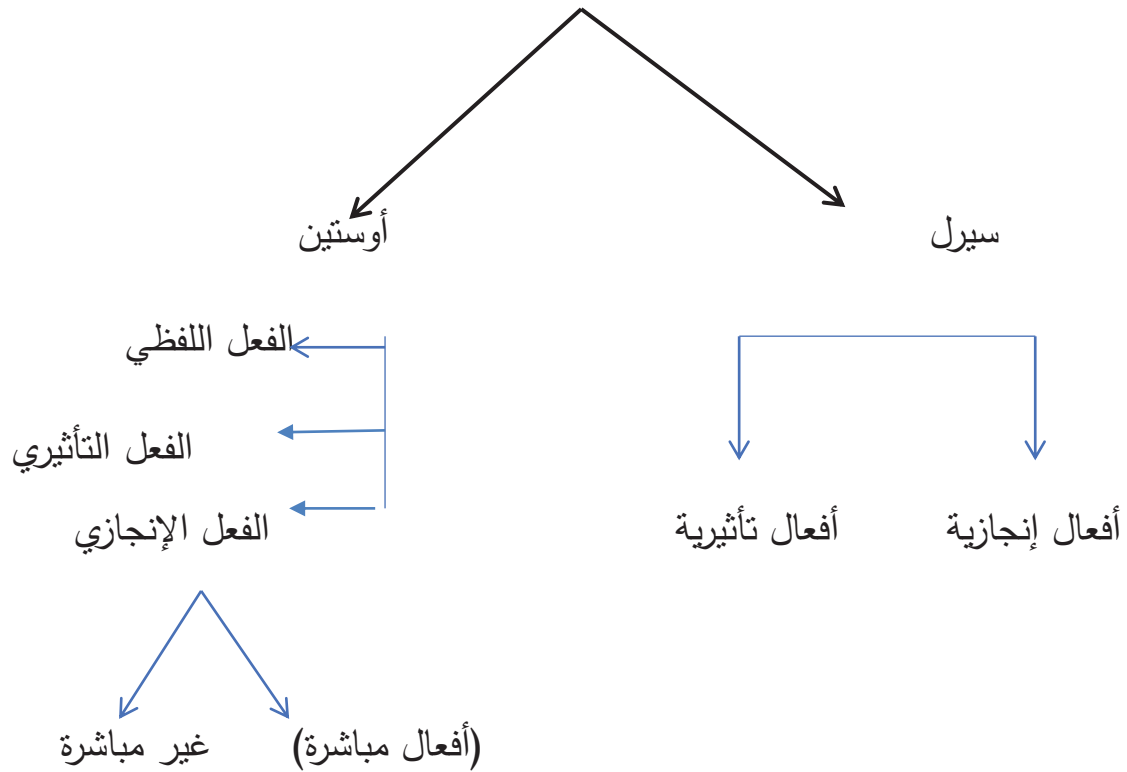 سيرل
أوستين
الفعل اللفظي
الفعل التأثيري
الفعل الإنجازي
أفعال إنجازية
أفعال تأثيرية
(أفعال مباشرة)
غير مباشرة